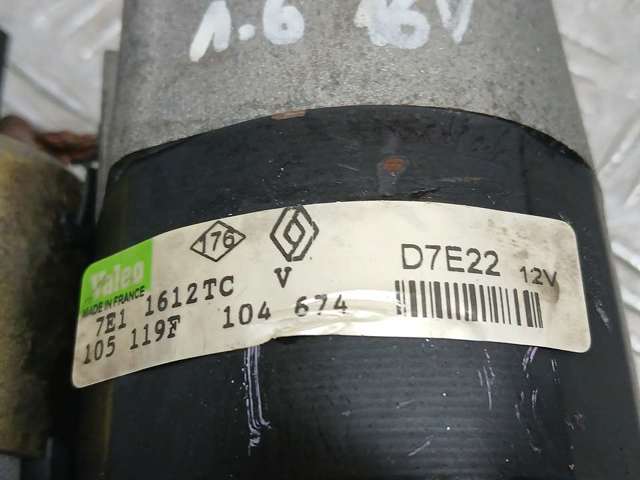 1.6 16V
176
Valeo
MADE IN FRANCE
7E1 1612TC V
105 119F 104 674
D7E22 12V